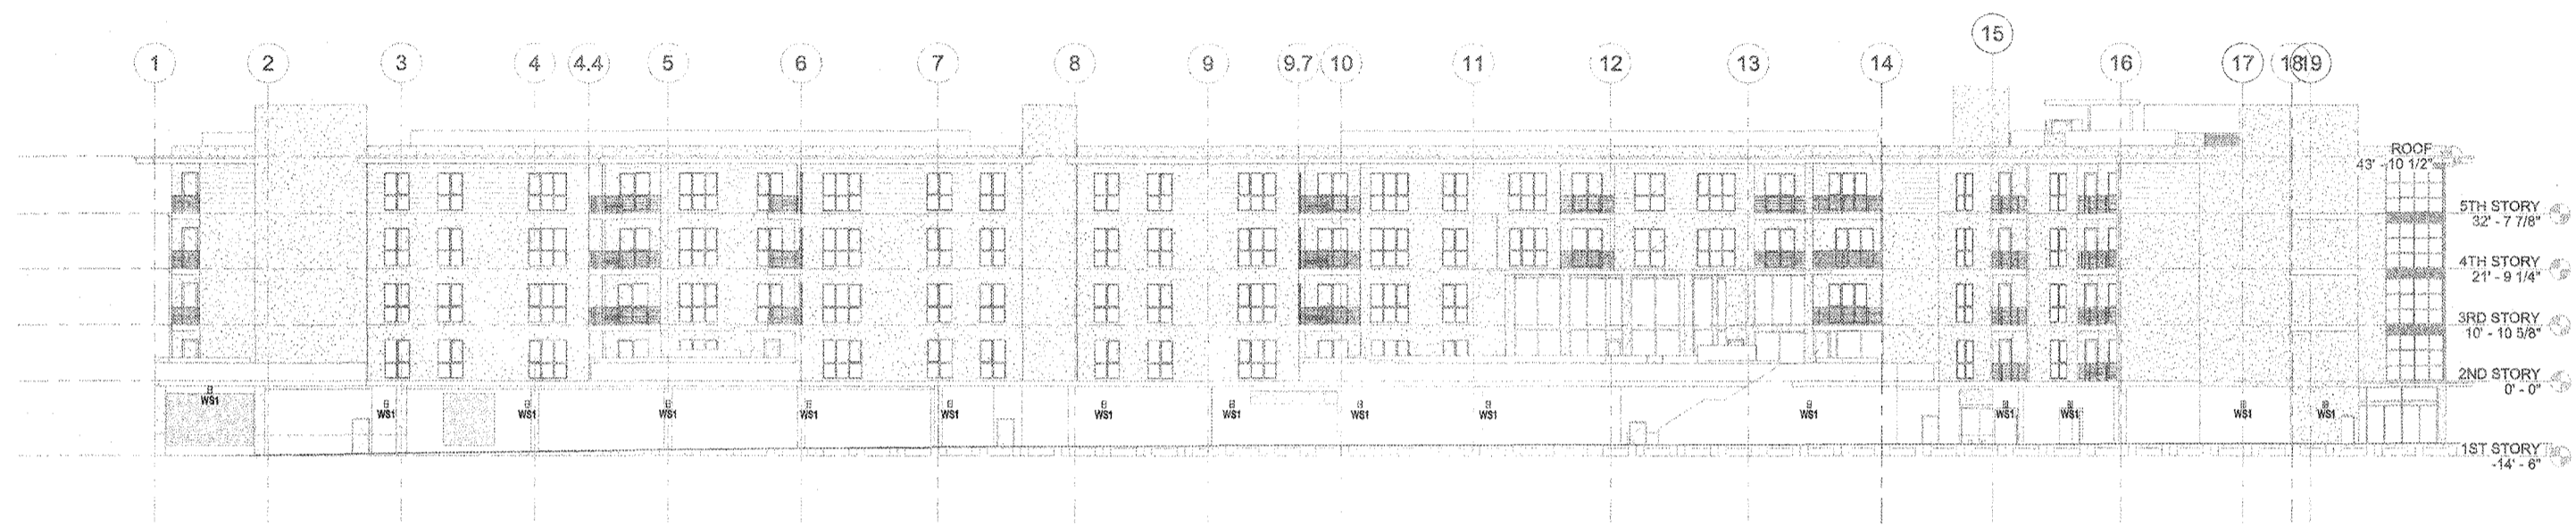 1 2 3 4 4.4 5 6 7 8 9 9.7 10 11 12 13 14 15 16 17 18 19
ROOF
43' - 10 1/2"
5TH STORY
32' - 7 7/8"
4TH STORY
21' - 9 1/4"
3RD STORY
10' - 10 5/8"
2ND STORY
0' - 0"
WS1 WS1 WS1 WS1 WS1 WS1 WS1 WS1 WS1 WS1 WS1 WS1 WS1 WS1 WS1
1ST STORY
-14' - 6"